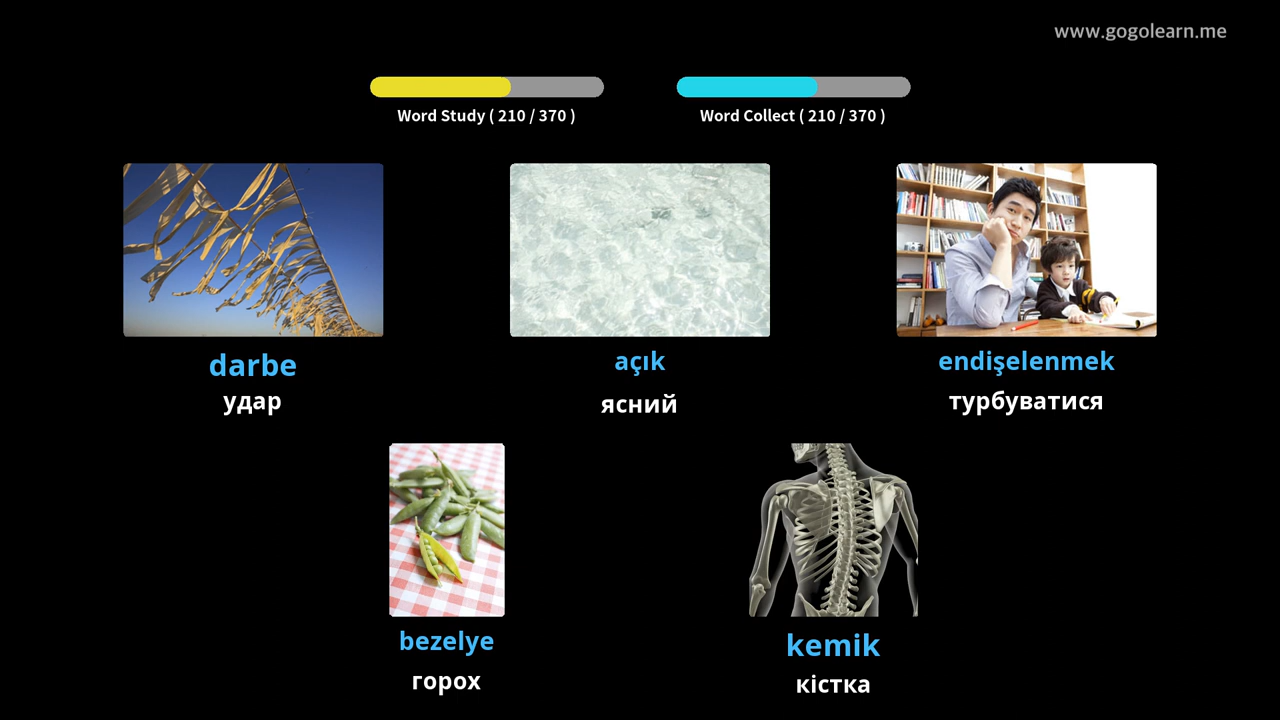 www.gogolearn.me
Word Study ( 210 / 370 )
Word Collect ( 210 / 370 )
darbe
удар
açık
ясний
endişelenmek
турбуватися
bezelye
горох
kemik
кістка